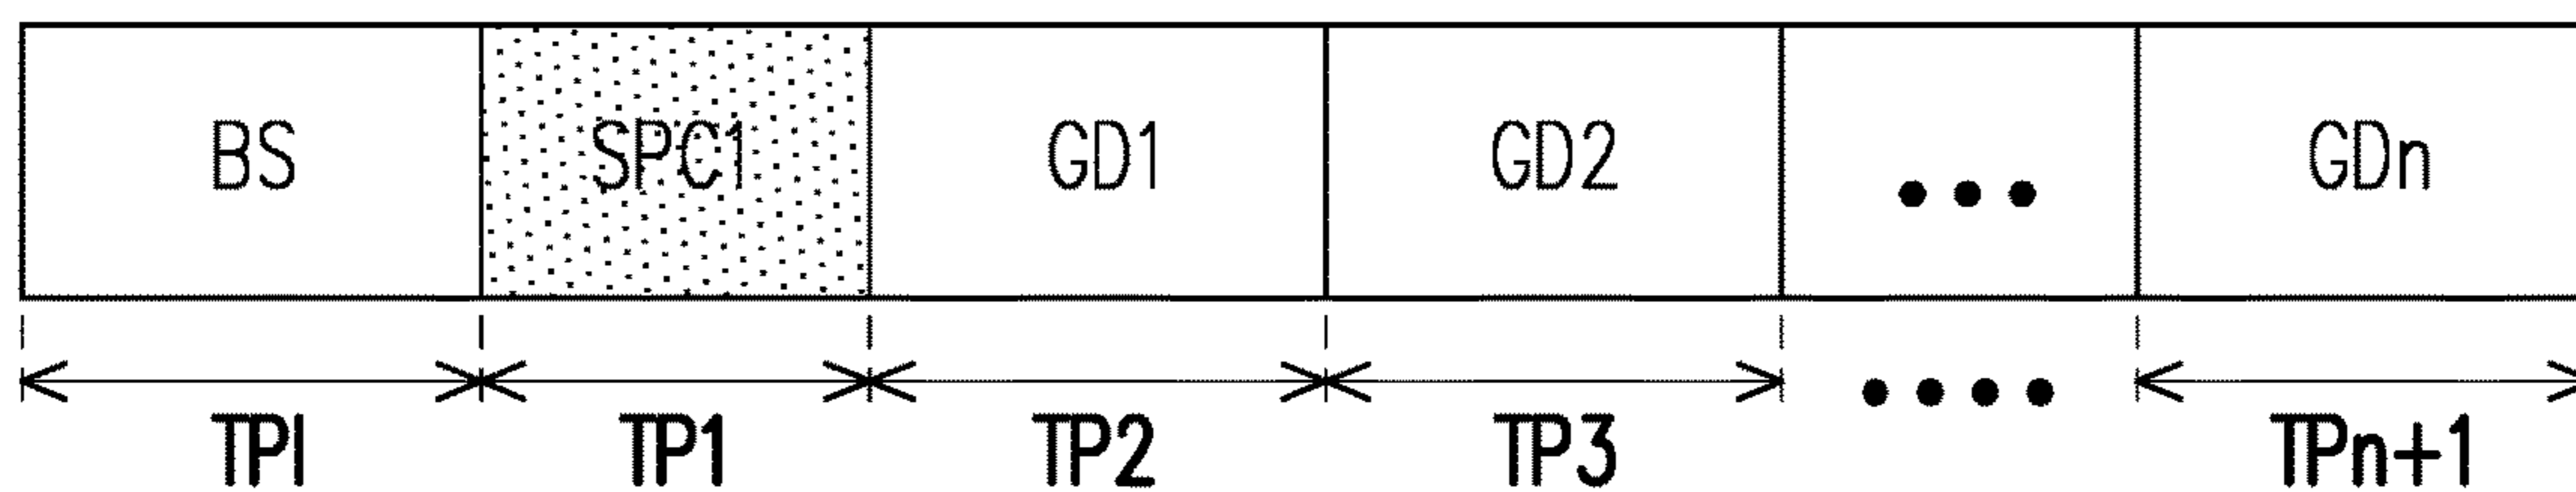 BS SPC1 GD1 GD2 ... GDn
TPI TP1 TP2 TP3 .... TPn+1